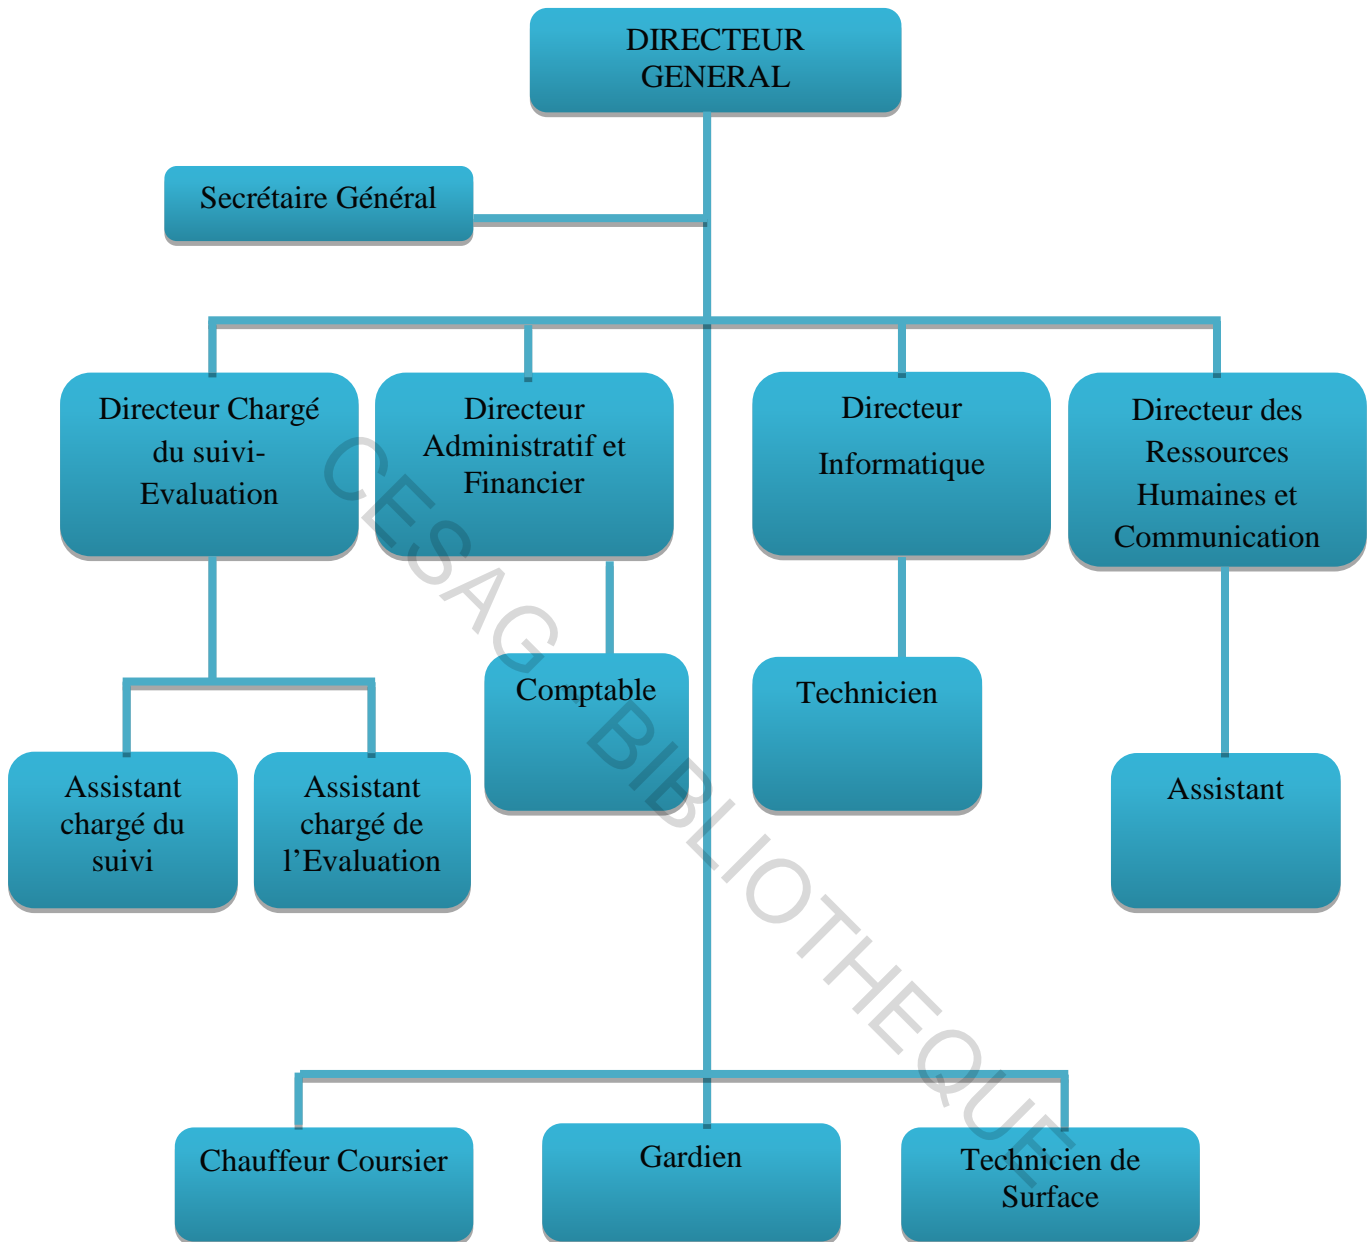 DIRECTEUR
GENERAL
Secrétaire Général
Directeur Chargé
du suivi-
Evaluation
Directeur
Administratif et
Financier
Directeur
Informatique
Directeur des
Ressources
Humaines et
Communication
Comptable
Technicien
Assistant
chargé du
suivi
Assistant
chargé de
l’Evaluation
Assistant
Chauffeur Coursier
Gardien
Technicien de
Surface
CESAG - BIBLIOTHEQUE